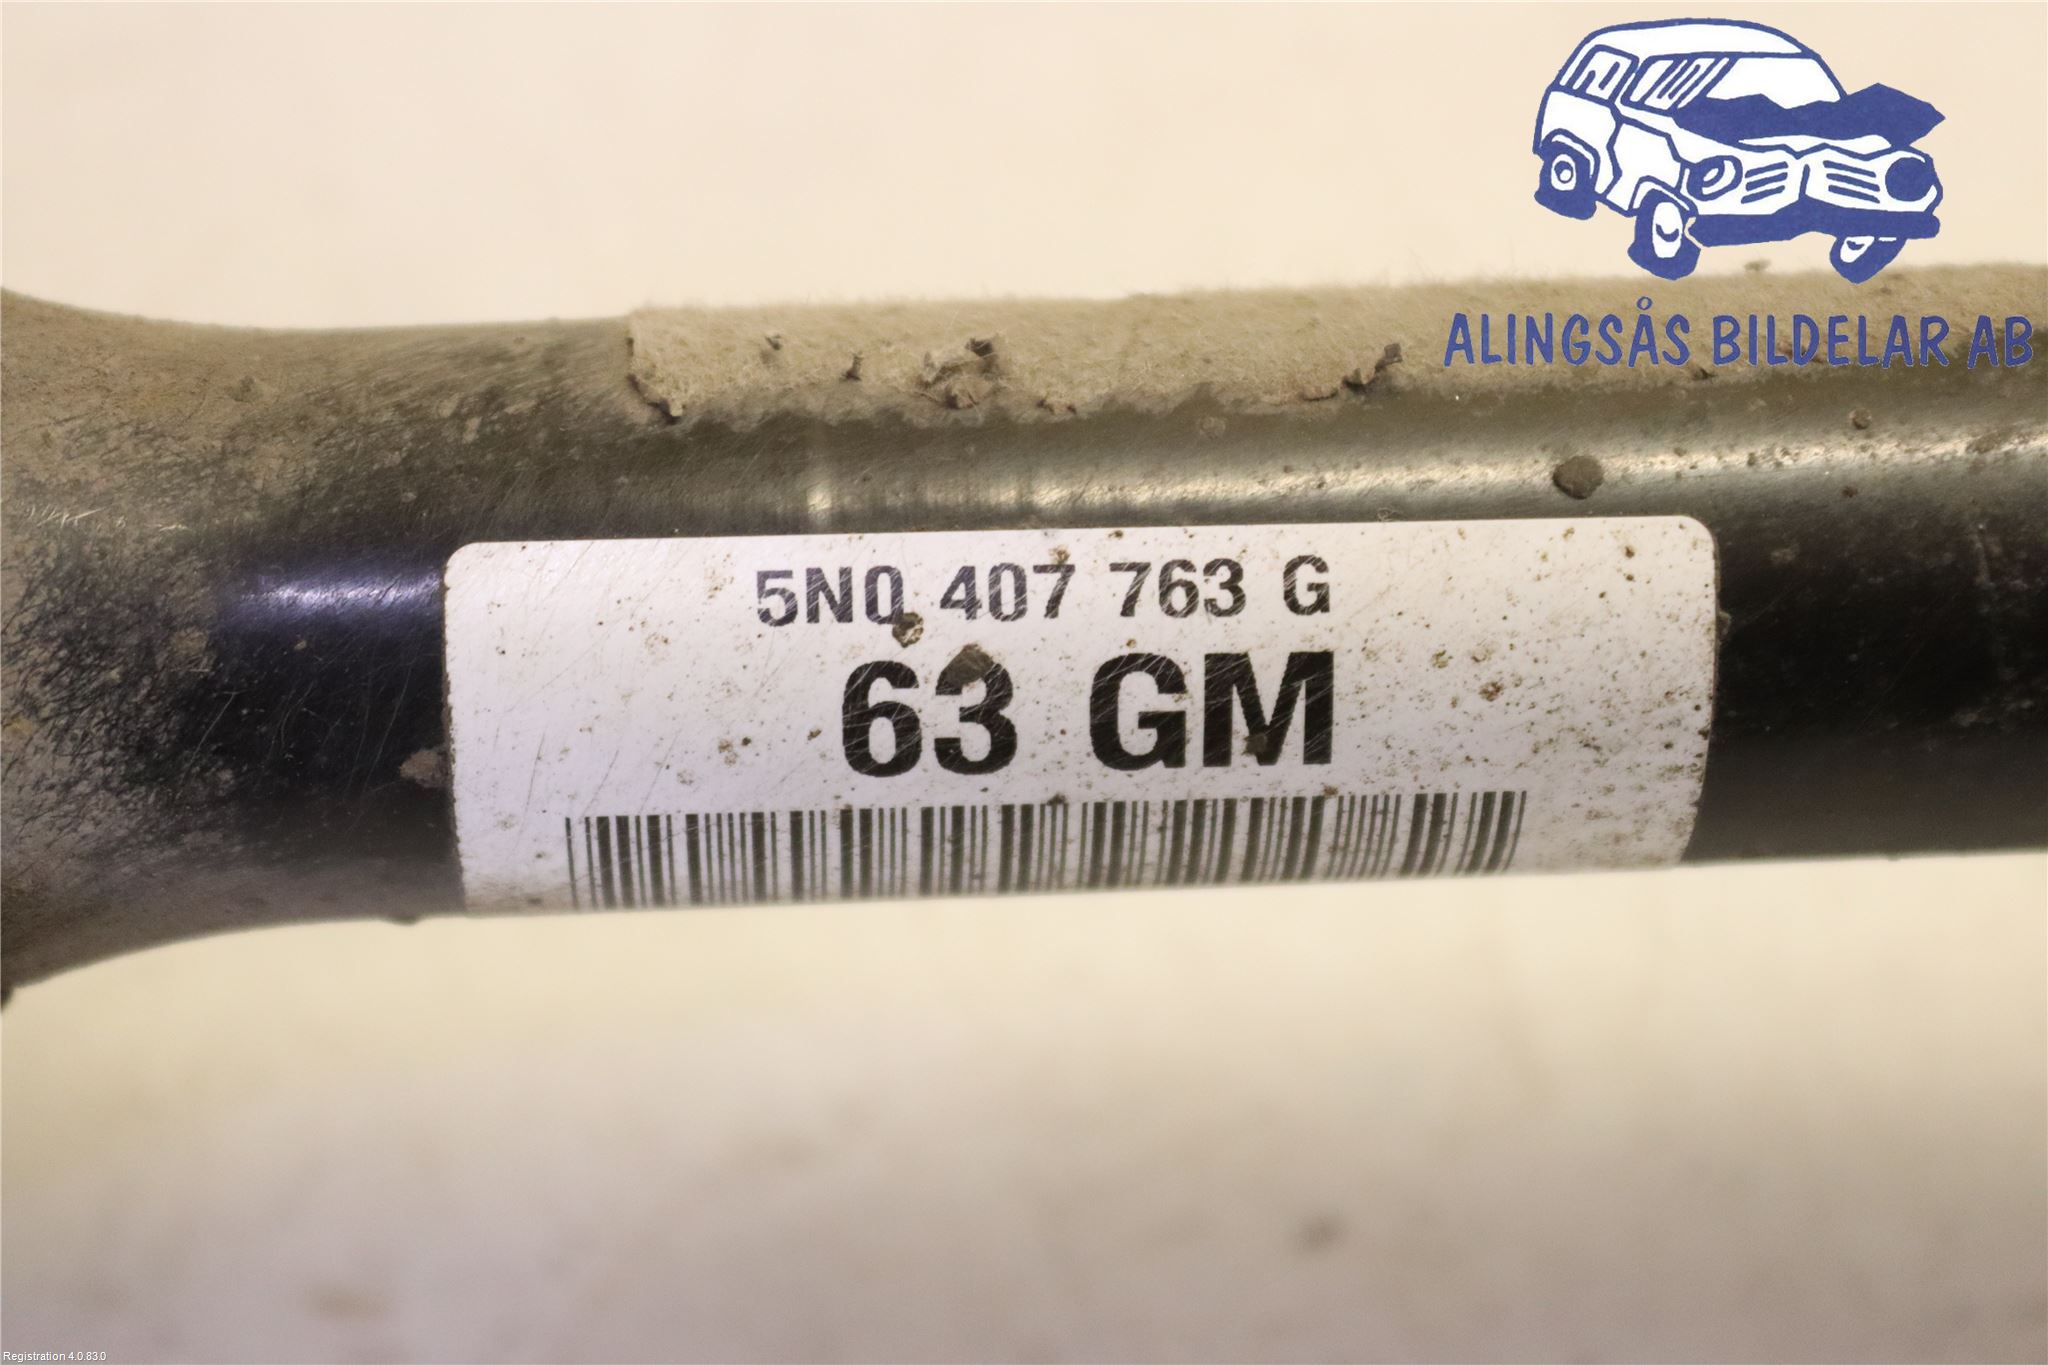 ALINGSÅS BILDELAR AB
5N0 407 763 G
63 GM
Registration 4.0.83.0